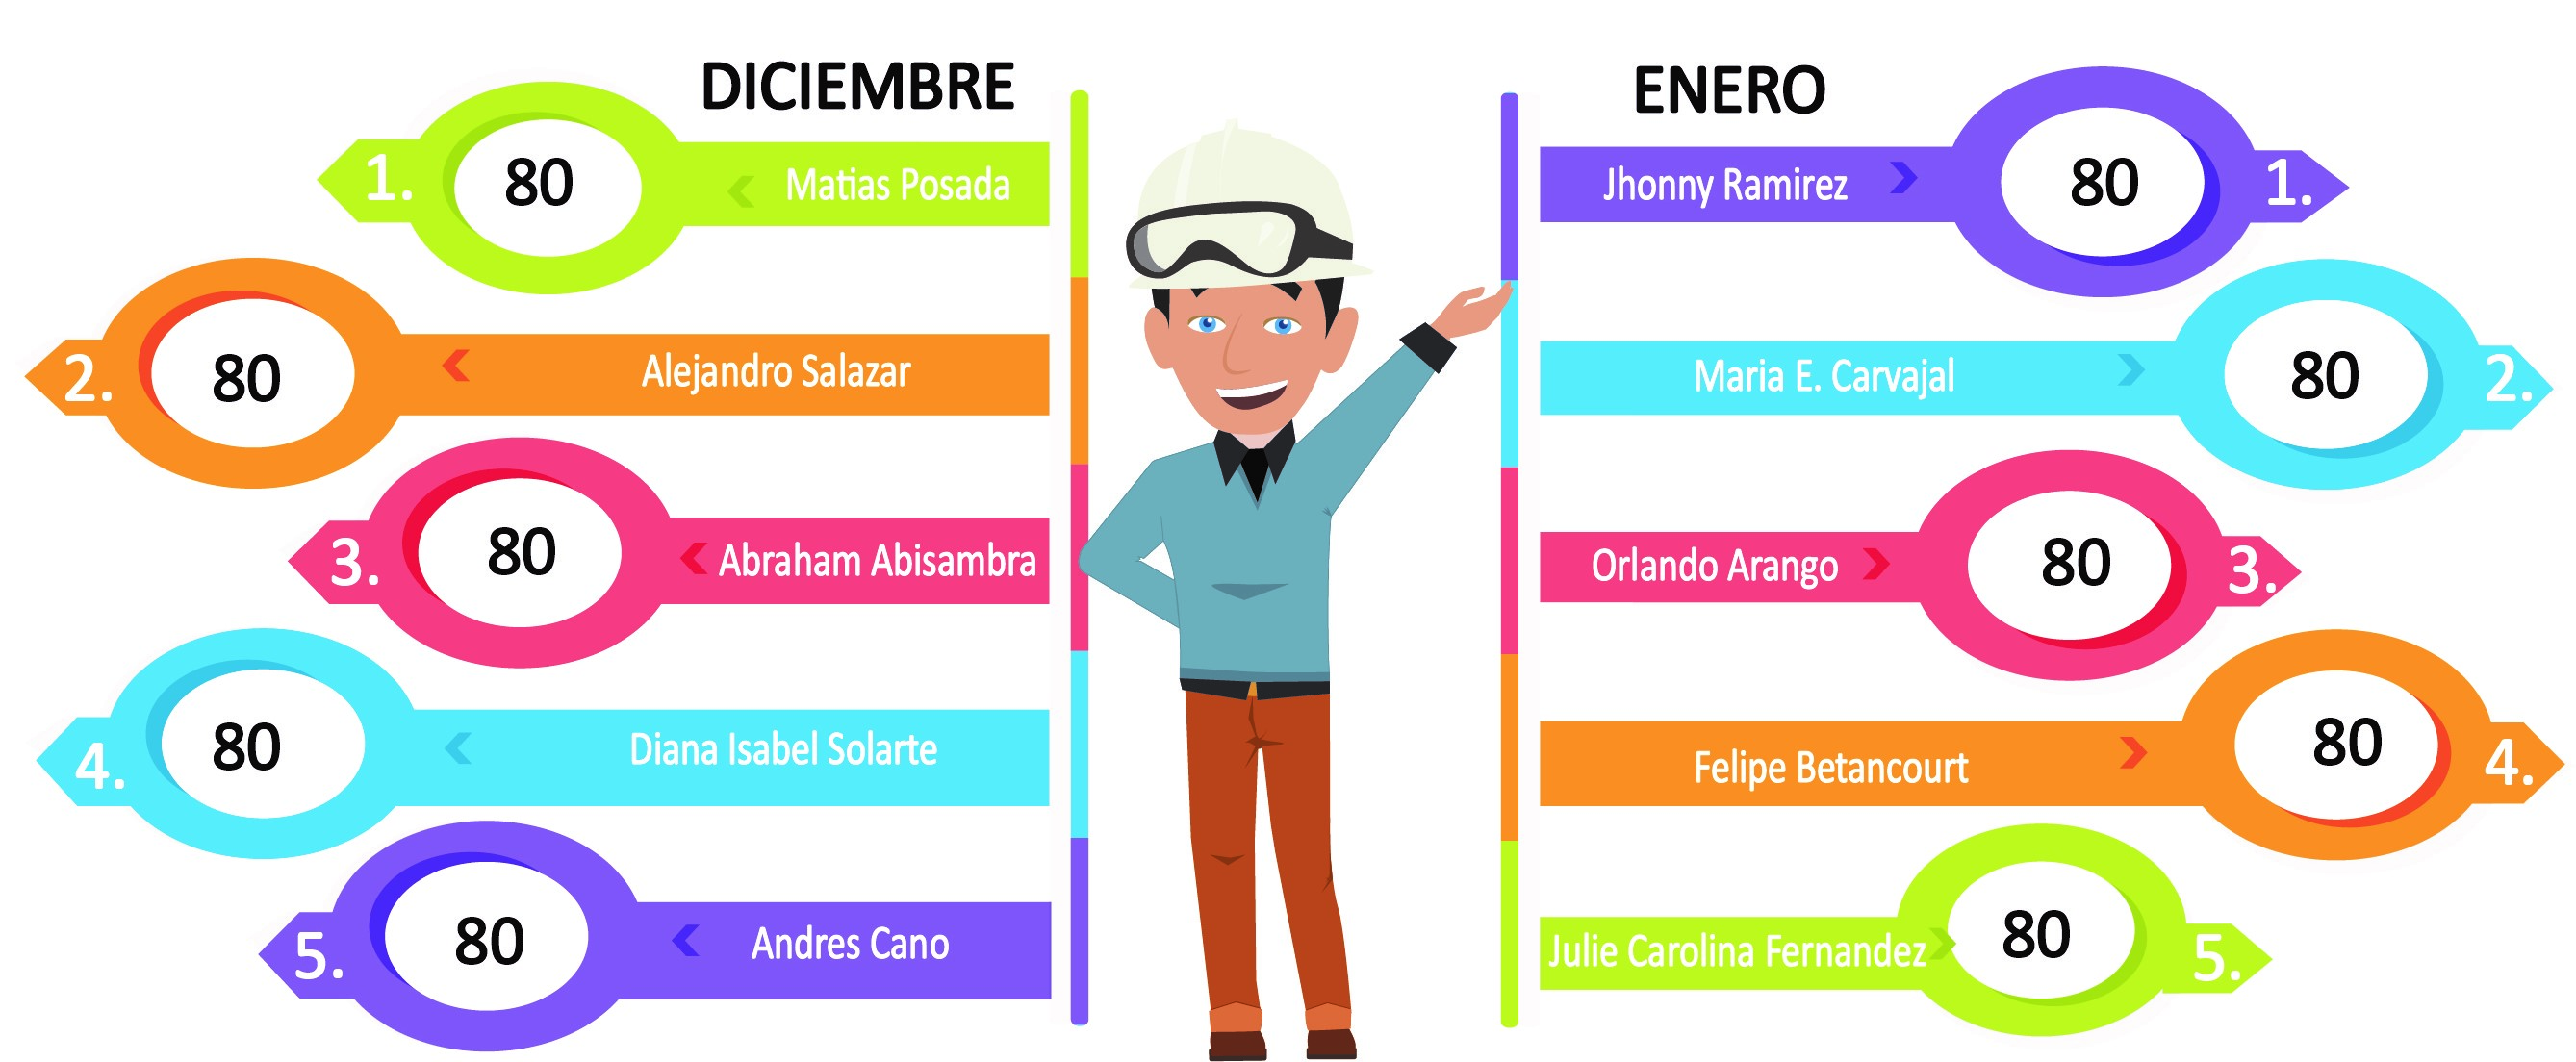 DICIEMBRE
1. 80 Matias Posada
2. 80 Alejandro Salazar
3. 80 Abraham Abisambra
4. 80 Diana Isabel Solarte
5. 80 Andres Cano
ENERO
Jhonny Ramirez 80 1.
Maria E. Carvajal 80 2.
Orlando Arango 80 3.
Felipe Betancourt 80 4.
Julie Carolina Fernandez 80 5.